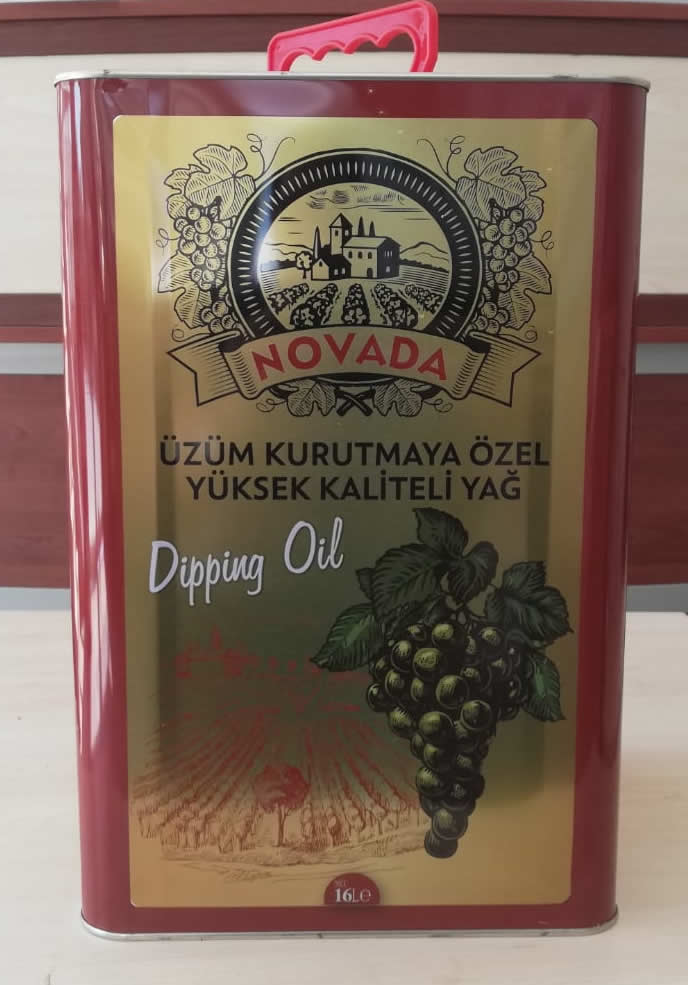 NOVADA
ÜZÜM KURUTMAYA ÖZEL
YÜKSEK KALİTELİ YAĞ
Dipping Oil
16L℮